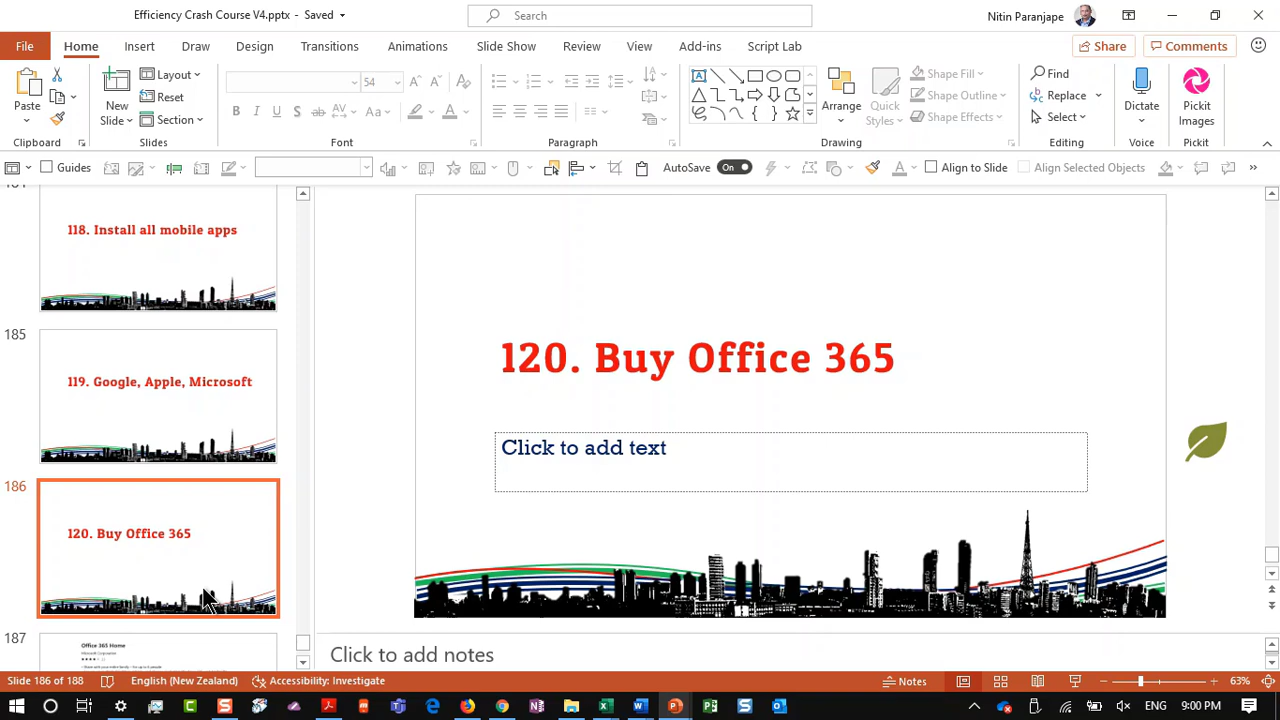 Efficiency Crash Course V4.pptx - Saved
Search
Nitin Paranjape
File Home Insert Draw Design Transitions Animations Slide Show Review View Add-ins Script Lab
Share Comments
Paste
Clipboard
New
Slide
Layout
Reset
Section
Slides
54
B I U S ab AV Aa A
Font
Paragraph
Arrange
Quick
Styles
Shape Fill
Shape Outline
Shape Effects
Drawing
Find
Replace
Select
Editing
Dictate
Voice
Pickit
Images
Pickit
Guides
AutoSave On
Align to Slide
Align Selected Objects
118. Install all mobile apps
185
119. Google, Apple, Microsoft
186
120. Buy Office 365
187
Office 365 Home
Microsoft Corporation
120. Buy Office 365
Click to add text
Click to add notes
Slide 186 of 188 English (New Zealand) Accessibility: Investigate Notes 63%
ENG 9:00 PM